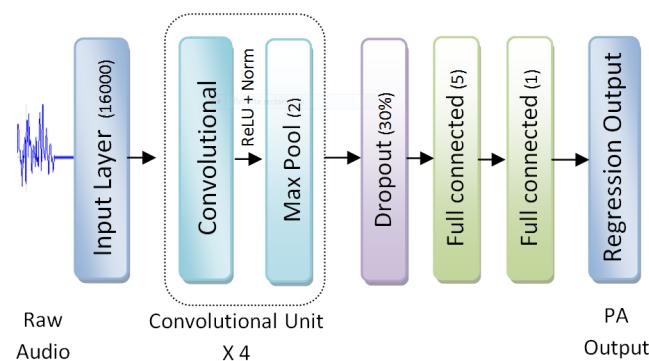 Input Layer (16000)
Convolutional
ReLU + Norm
Max Pool (2)
Dropout (30%)
Full connected (5)
Full connected (1)
Regression Output
Raw
Audio
Convolutional Unit
X 4
PA
Output